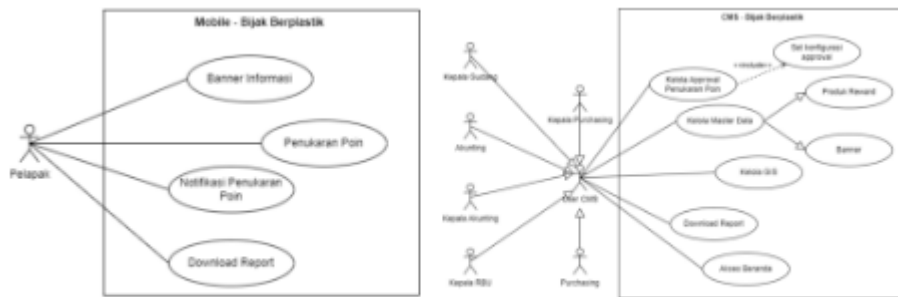 Mobile - Bijak Berplastik
Banner Informasi
Penukaran Poin
Pelapak
Notifikasi Penukaran
Poin
Download Report
CMS - Bijak Berplastik
Set konfigurasi
approval
<<include>>
Kepala Gudang
Kelola Approval
Penukaran Poin
Produk Reward
Kepala Purchasing
Kelola Master Data
Akunting
Banner
Kelola GIS
User CMS
Kepala Akunting
Download Report
Akses Beranda
Kepala RBU
Purchasing